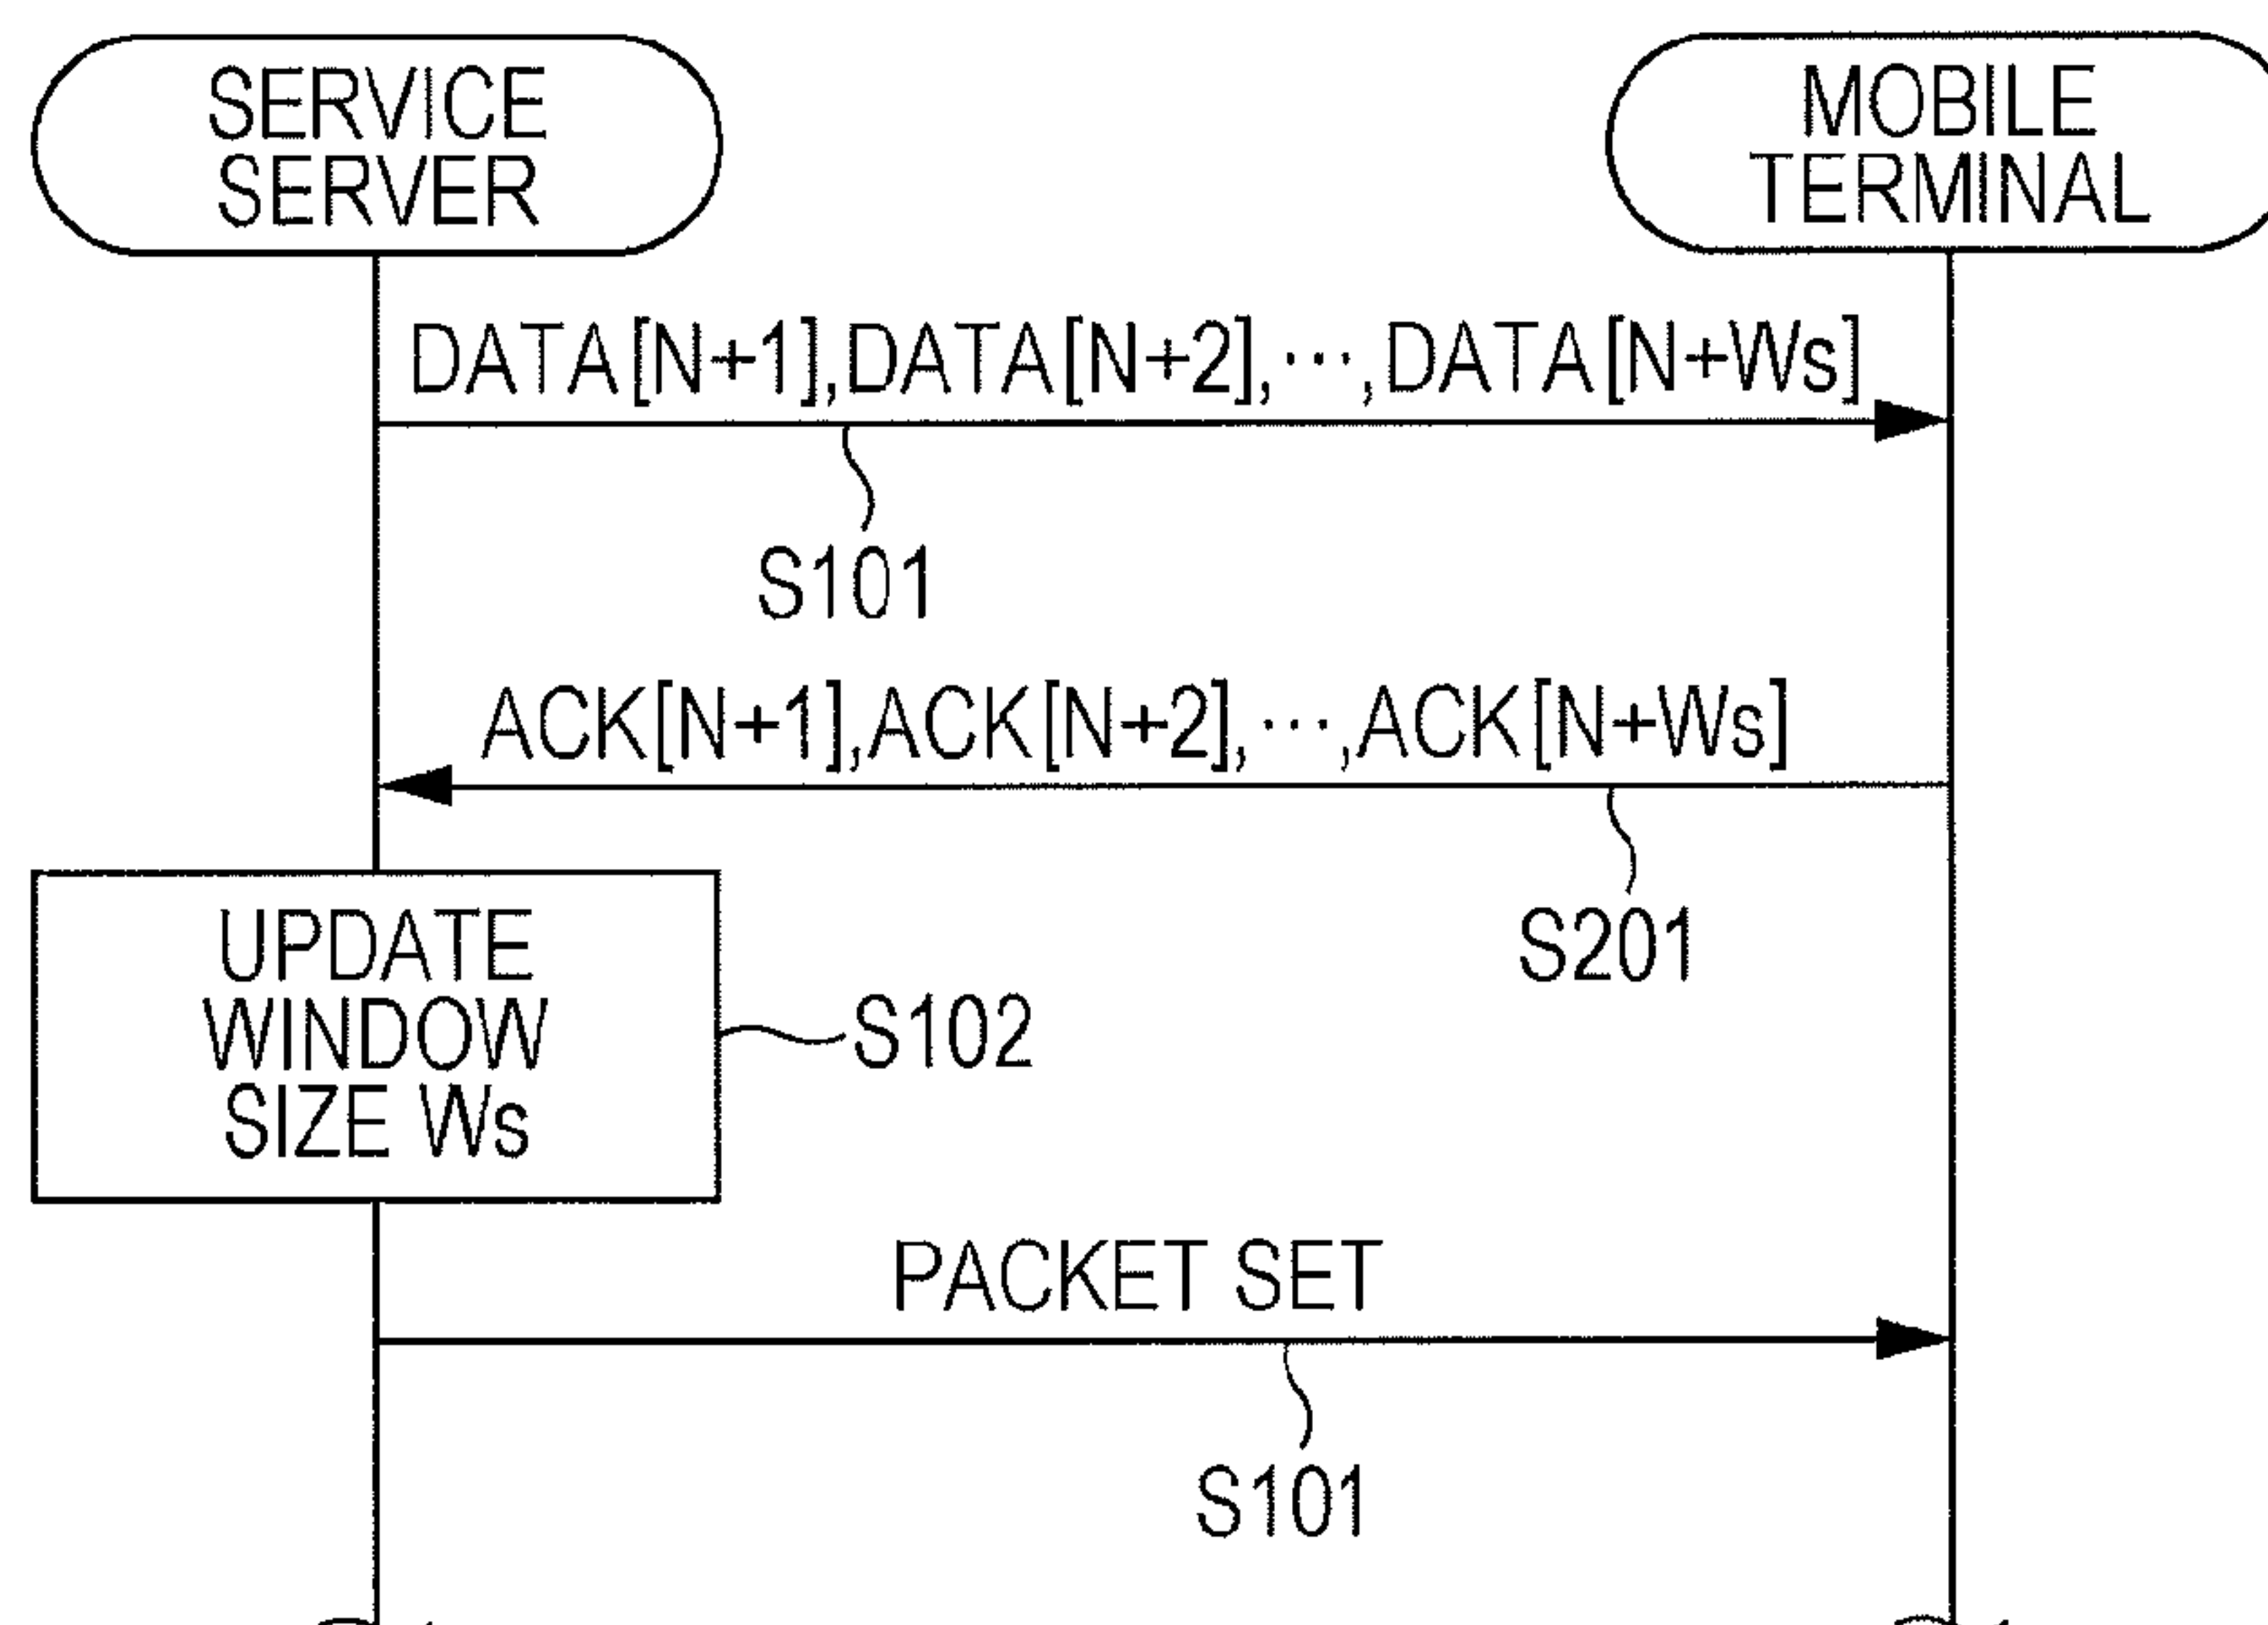 SERVICE
SERVER
MOBILE
TERMINAL
DATA[N+1],DATA[N+2],···,DATA[N+Ws]
S101
ACK[N+1],ACK[N+2],···,ACK[N+Ws]
S201
UPDATE
WINDOW
SIZE Ws
S102
PACKET SET
S101